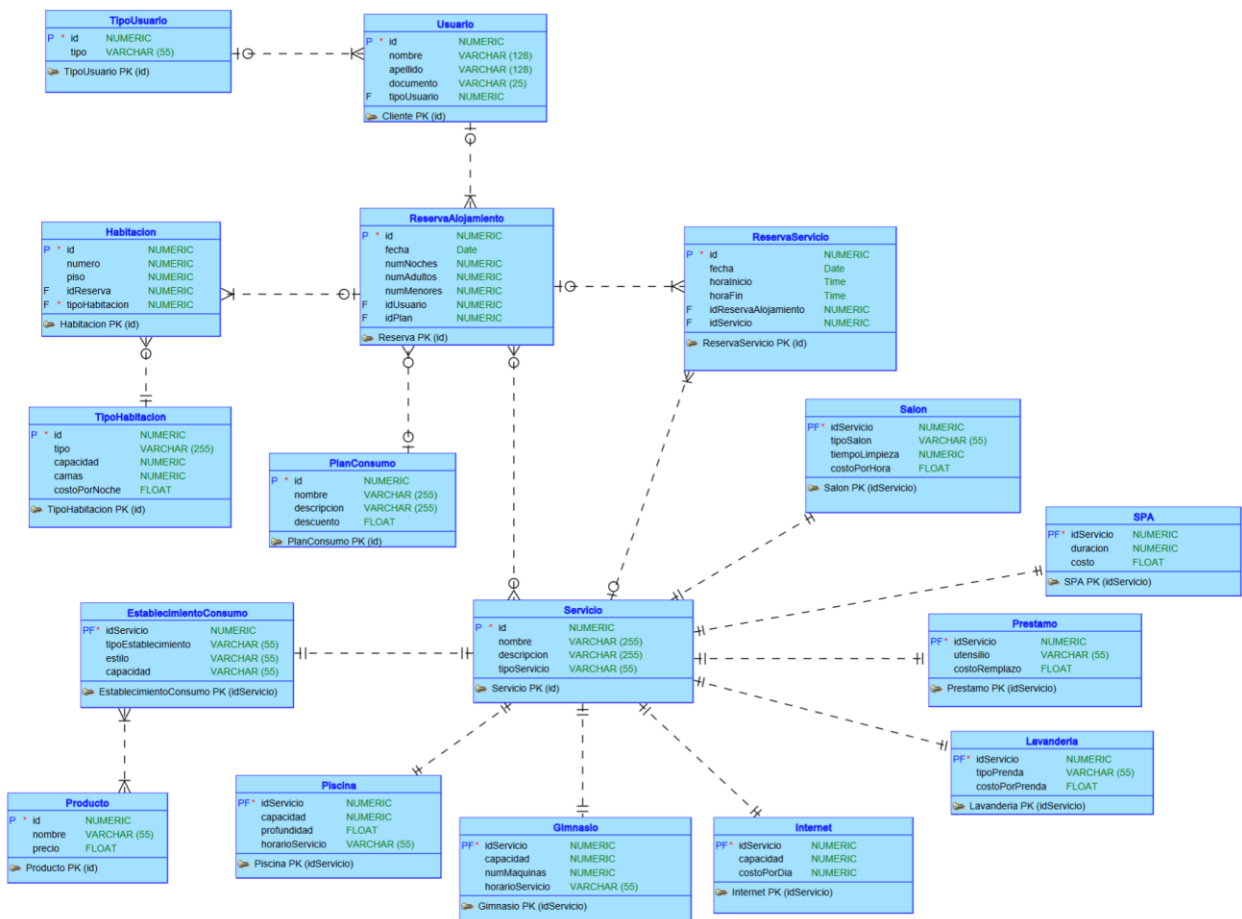 TipoUsuario
P * id NUMERIC
tipo VARCHAR (55)
TipoUsuario PK (id)
Usuario
P * id NUMERIC
nombre VARCHAR (128)
apellido VARCHAR (128)
documento VARCHAR (25)
F tipoUsuario NUMERIC
Cliente PK (id)
Habitacion
P * id NUMERIC
numero NUMERIC
piso NUMERIC
F idReserva NUMERIC
F * tipoHabitacion NUMERIC
Habitacion PK (id)
ReservaAlojamiento
P * id NUMERIC
fecha Date
numNoches NUMERIC
numAdultos NUMERIC
numMenores NUMERIC
F idUsuario NUMERIC
F idPlan NUMERIC
Reserva PK (id)
ReservaServicio
P * id NUMERIC
fecha Date
horaInicio Time
horaFin Time
F idReservaAlojamiento NUMERIC
F idServicio NUMERIC
ReservaServicio PK (id)
TipoHabitacion
P * id NUMERIC
tipo VARCHAR (255)
capacidad NUMERIC
camas NUMERIC
costoPorNoche FLOAT
TipoHabitacion PK (id)
PlanConsumo
P * id NUMERIC
nombre VARCHAR (255)
descripcion VARCHAR (255)
descuento FLOAT
PlanConsumo PK (id)
Salon
PF* idServicio NUMERIC
tipoSalon VARCHAR (55)
tiempoLimpieza NUMERIC
costoPorHora FLOAT
Salon PK (idServicio)
SPA
PF* idServicio NUMERIC
duracion NUMERIC
costo FLOAT
SPA PK (idServicio)
EstablecimientoConsumo
PF* idServicio NUMERIC
tipoEstablecimiento VARCHAR (55)
estilo VARCHAR (55)
capacidad VARCHAR (55)
EstablecimientoConsumo PK (idServicio)
Servicio
P * id NUMERIC
nombre VARCHAR (255)
descripcion VARCHAR (255)
tipoServicio VARCHAR (55)
Servicio PK (id)
Prestamo
PF* idServicio NUMERIC
utensilio VARCHAR (55)
costoRemplazo FLOAT
Prestamo PK (idServicio)
Lavanderia
PF* idServicio NUMERIC
tipoPrenda VARCHAR (55)
costoPorPrenda FLOAT
Lavanderia PK (idServicio)
Producto
P * id NUMERIC
nombre VARCHAR (55)
precio FLOAT
Producto PK (id)
Piscina
PF* idServicio NUMERIC
capacidad NUMERIC
profundidad FLOAT
horarioServicio VARCHAR (55)
Piscina PK (idServicio)
Gimnasio
PF* idServicio NUMERIC
capacidad NUMERIC
numMaquinas NUMERIC
horarioServicio VARCHAR (55)
Gimnasio PK (idServicio)
Internet
PF* idServicio NUMERIC
capacidad NUMERIC
costoPorDia NUMERIC
Internet PK (idServicio)